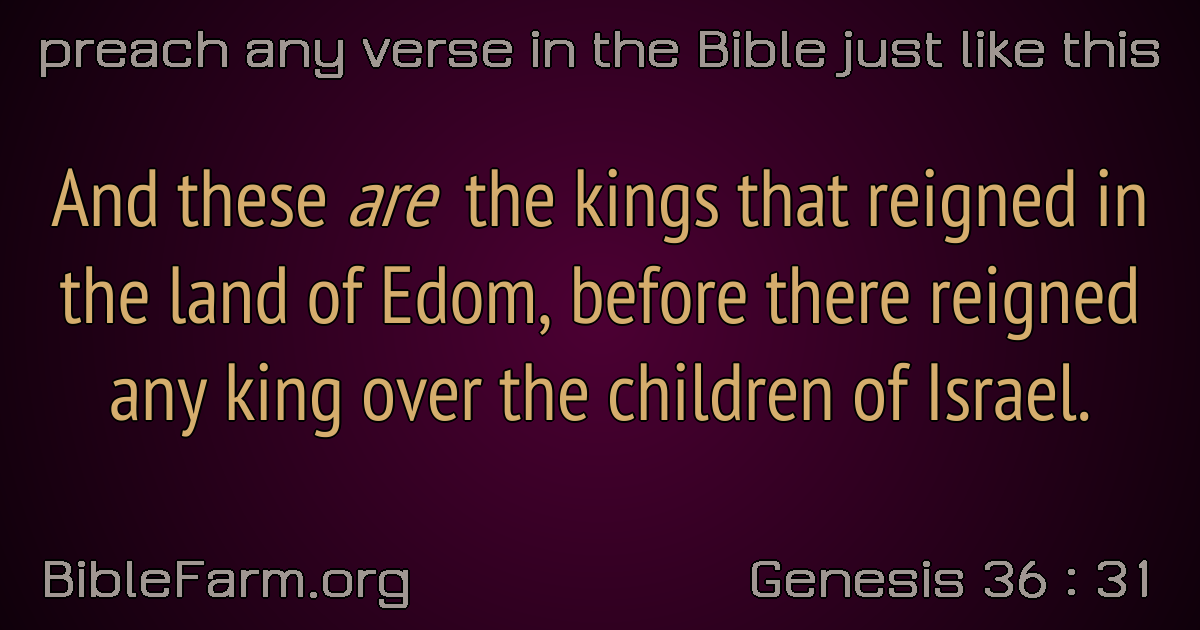 preach any verse in the Bible just like this
And these are the kings that reigned in
the land of Edom, before there reigned
any king over the children of Israel.
BibleFarm.org
Genesis 36 : 31